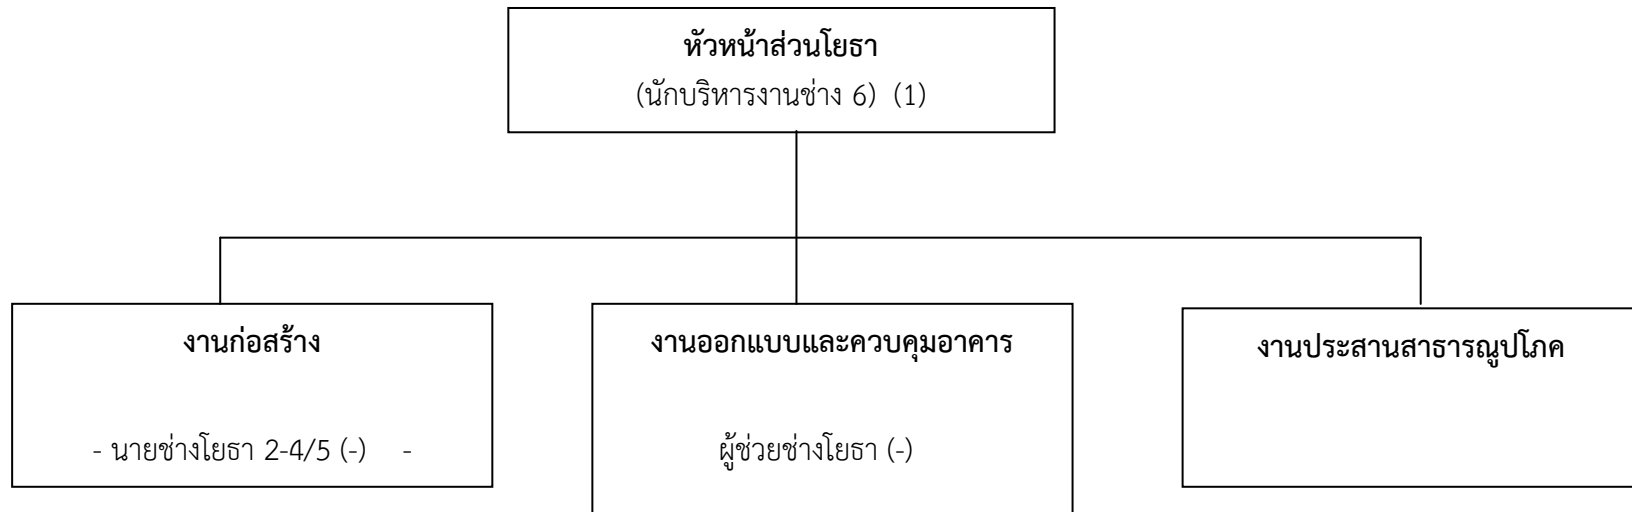 หัวหน้าส่วนโยธา
(นักบริหารงานช่าง 6) (1)
งานก่อสร้าง
- นายช่างโยธา 2-4/5 (-) -
งานออกแบบและควบคุมอาคาร
ผู้ช่วยช่างโยธา (-)
งานประสานสาธารณูปโภค